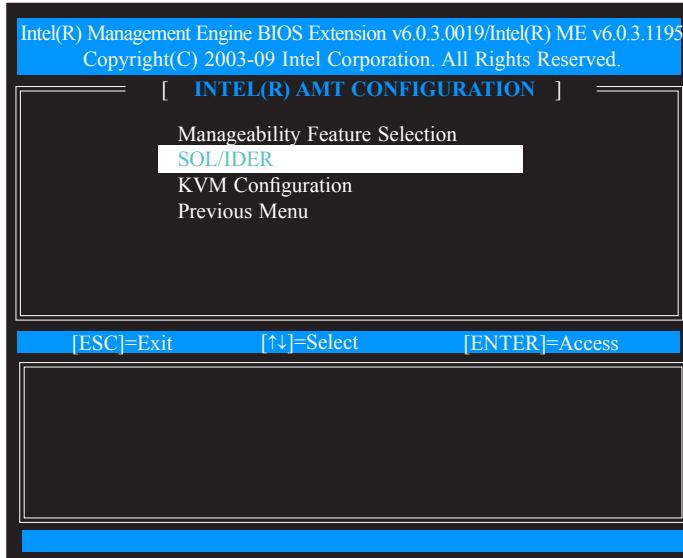 Intel(R) Management Engine BIOS Extension v6.0.3.0019/Intel(R) ME v6.0.3.1195
Copyright(C) 2003-09 Intel Corporation. All Rights Reserved.
[ INTEL(R) AMT CONFIGURATION ]
Manageability Feature Selection
SOL/IDER
KVM Configuration
Previous Menu
[ESC]=Exit [↑↓]=Select [ENTER]=Access